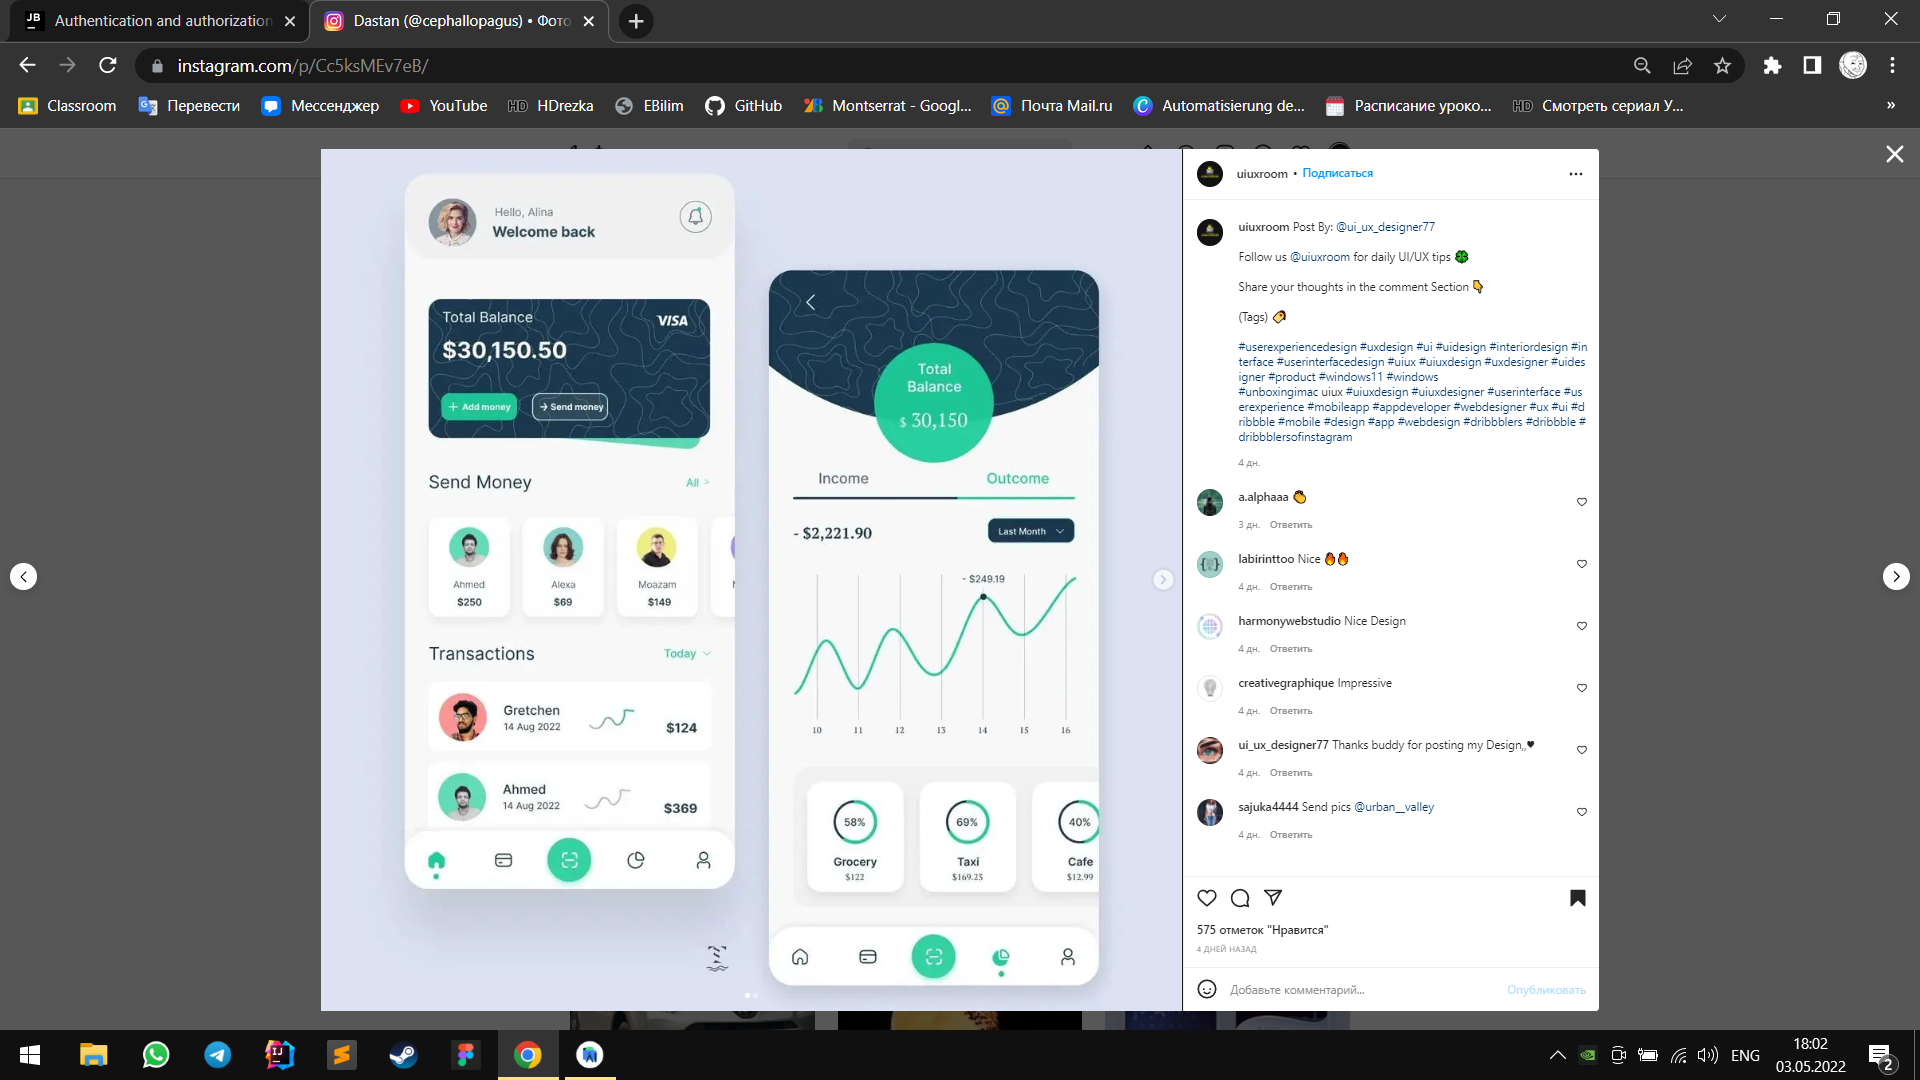 Authentication and authorization
Dastan (@cephallopagus) • Фото
instagram.com/p/Cc5ksMEv7eB/
Classroom
Перевести
Мессенджер
YouTube
HDrezka
EBilim
GitHub
Montserrat - Googl...
Почта Mail.ru
Automatisierung de...
Расписание уроко...
Смотреть сериал У...
Hello, Alina
Welcome back
Total Balance
VISA
$30,150.50
+ Add money
Send money
Send Money
All >
Ahmed
$250
Alexa
$69
Moazam
$149
Transactions
Today
Gretchen
14 Aug 2022
$124
Ahmed
14 Aug 2022
$369
Total
Balance
$ 30,150
Income
Outcome
- $2,221.90
Last Month
- $249.19
10 11 12 13 14 15 16
58%
Grocery
$122
69%
Taxi
$169.23
40%
Cafe
$12.99
uiuxroom • Подписаться
uiuxroom Post By: @ui_ux_designer77
Follow us @uiuxroom for daily UI/UX tips 🍀
Share your thoughts in the comment Section 👇
(Tags) 🏷
#userexperiencedesign #uxdesign #ui #uidesign #interiordesign #in
terface #userinterfacedesign #uiux #uiuxdesign #uxdesigner #uides
igner #product #windows11 #windows
#unboxingimac uiux #uiuxdesign #uiuxdesigner #userinterface #us
erexperience #mobileapp #appdeveloper #webdesigner #ux #ui #d
ribbble #mobile #design #app #webdesign #dribbblers #dribbble #
dribbblersofinstagram
4 дн.
a.alphaaa 👏
3 дн. Ответить
labirinttoo Nice 🔥🔥
4 дн. Ответить
harmonywebstudio Nice Design
4 дн. Ответить
creativegraphique Impressive
4 дн. Ответить
ui_ux_designer77 Thanks buddy for posting my Design,,♥
4 дн. Ответить
sajuka4444 Send pics @urban__valley
4 дн. Ответить
575 отметок "Нравится"
4 ДНЕЙ НАЗАД
Добавьте комментарий...
Опубликовать
ENG
18:02
03.05.2022
2